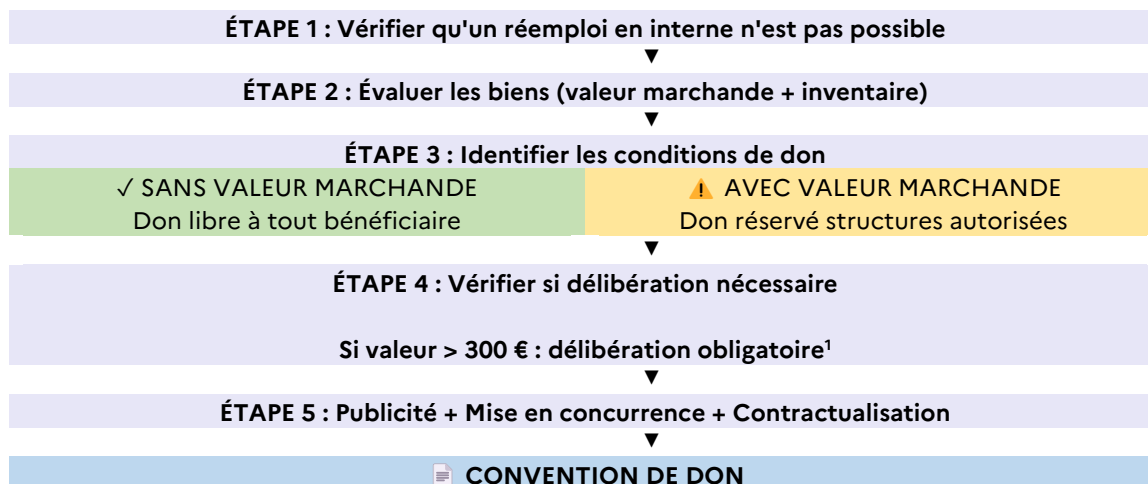 ÉTAPE 1 : Vérifier qu'un réemploi en interne n'est pas possible
▼
ÉTAPE 2 : Évaluer les biens (valeur marchande + inventaire)
▼
ÉTAPE 3 : Identifier les conditions de don
✓ SANS VALEUR MARCHANDE
Don libre à tout bénéficiaire
⚠ AVEC VALEUR MARCHANDE
Don réservé structures autorisées
▼
ÉTAPE 4 : Vérifier si délibération nécessaire
Si valeur > 300 € : délibération obligatoire¹
▼
ÉTAPE 5 : Publicité + Mise en concurrence + Contractualisation
▼
📄 CONVENTION DE DON